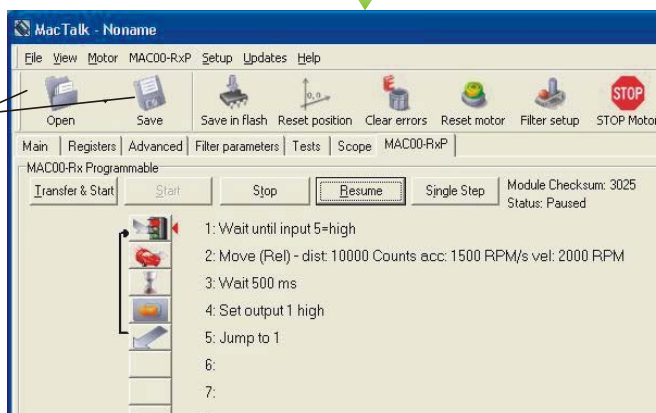 MacTalk - Noname
File View Motor MAC00-RxP Setup Updates Help
Open Save Save in flash Reset position Clear errors Reset motor Filter setup STOP Motor
0,0
E
STOP
Main Registers Advanced Filter parameters Tests Scope MAC00-RxP
MAC00-Rx Programmable
Transfer & Start Start Stop Resume Single Step
Module Checksum: 3025
Status: Paused
1: Wait until input 5=high
2: Move (Rel) - dist: 10000 Counts acc: 1500 RPM/s vel: 2000 RPM
3: Wait 500 ms
4: Set output 1 high
5: Jump to 1
6:
7: